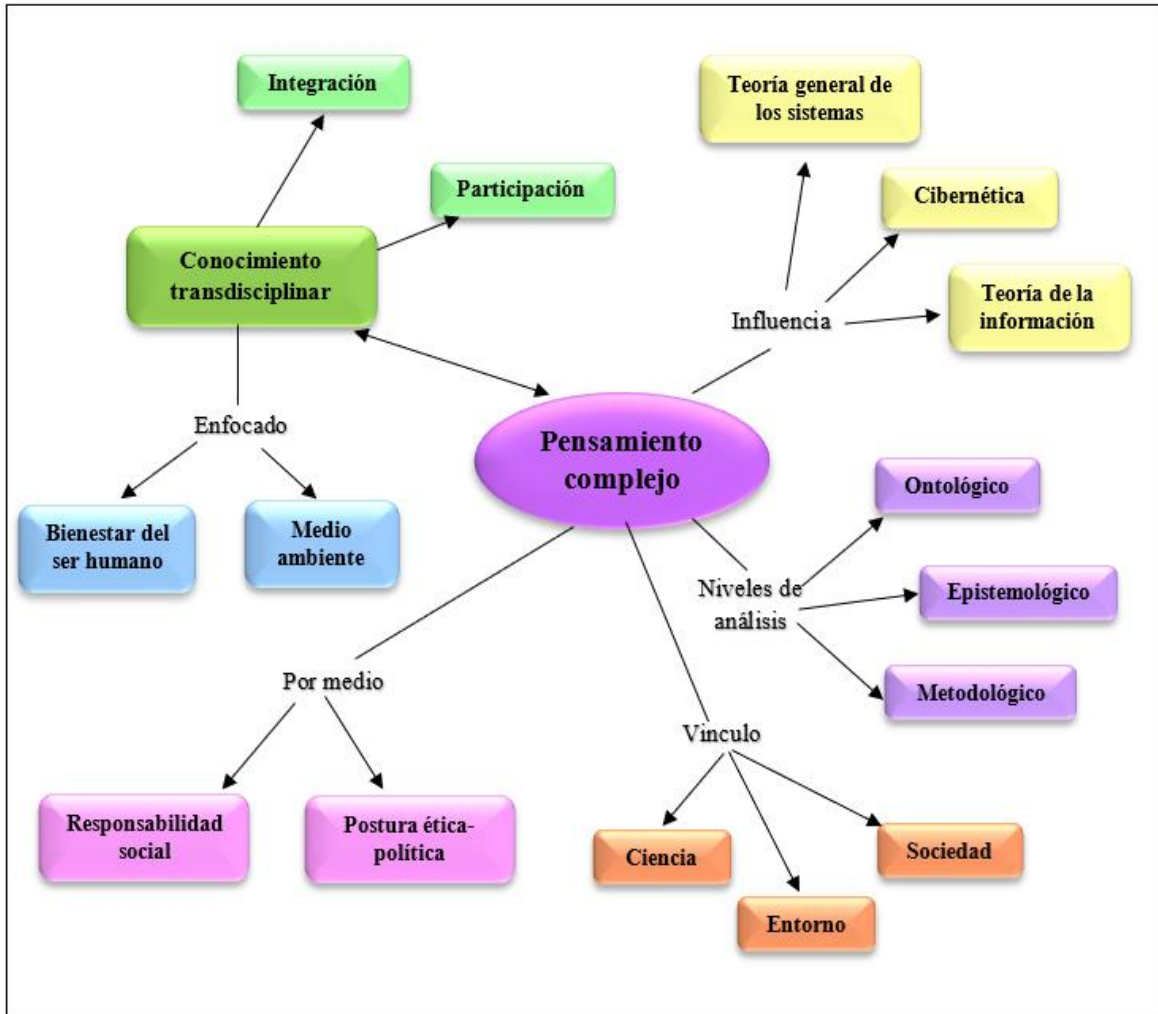 Integración
Participación
Conocimiento
transdisciplinar
Enfocado
Bienestar del
ser humano
Medio
ambiente
Teoría general de
los sistemas
Cibernética
Teoría de la
información
Influencia
Pensamiento
complejo
Ontológico
Niveles de
análisis
Epistemológico
Metodológico
Por medio
Responsabilidad
social
Postura ética-
política
Vinculo
Ciencia
Sociedad
Entorno